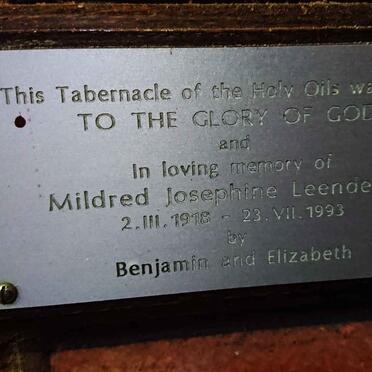 This Tabernacle of the Holy Oils wa
TO THE GLORY OF GOD
and
In loving memory of
Mildred Josephine Leende
2.III.1918 - 23.VII.1993
by
Benjamin and Elizabeth